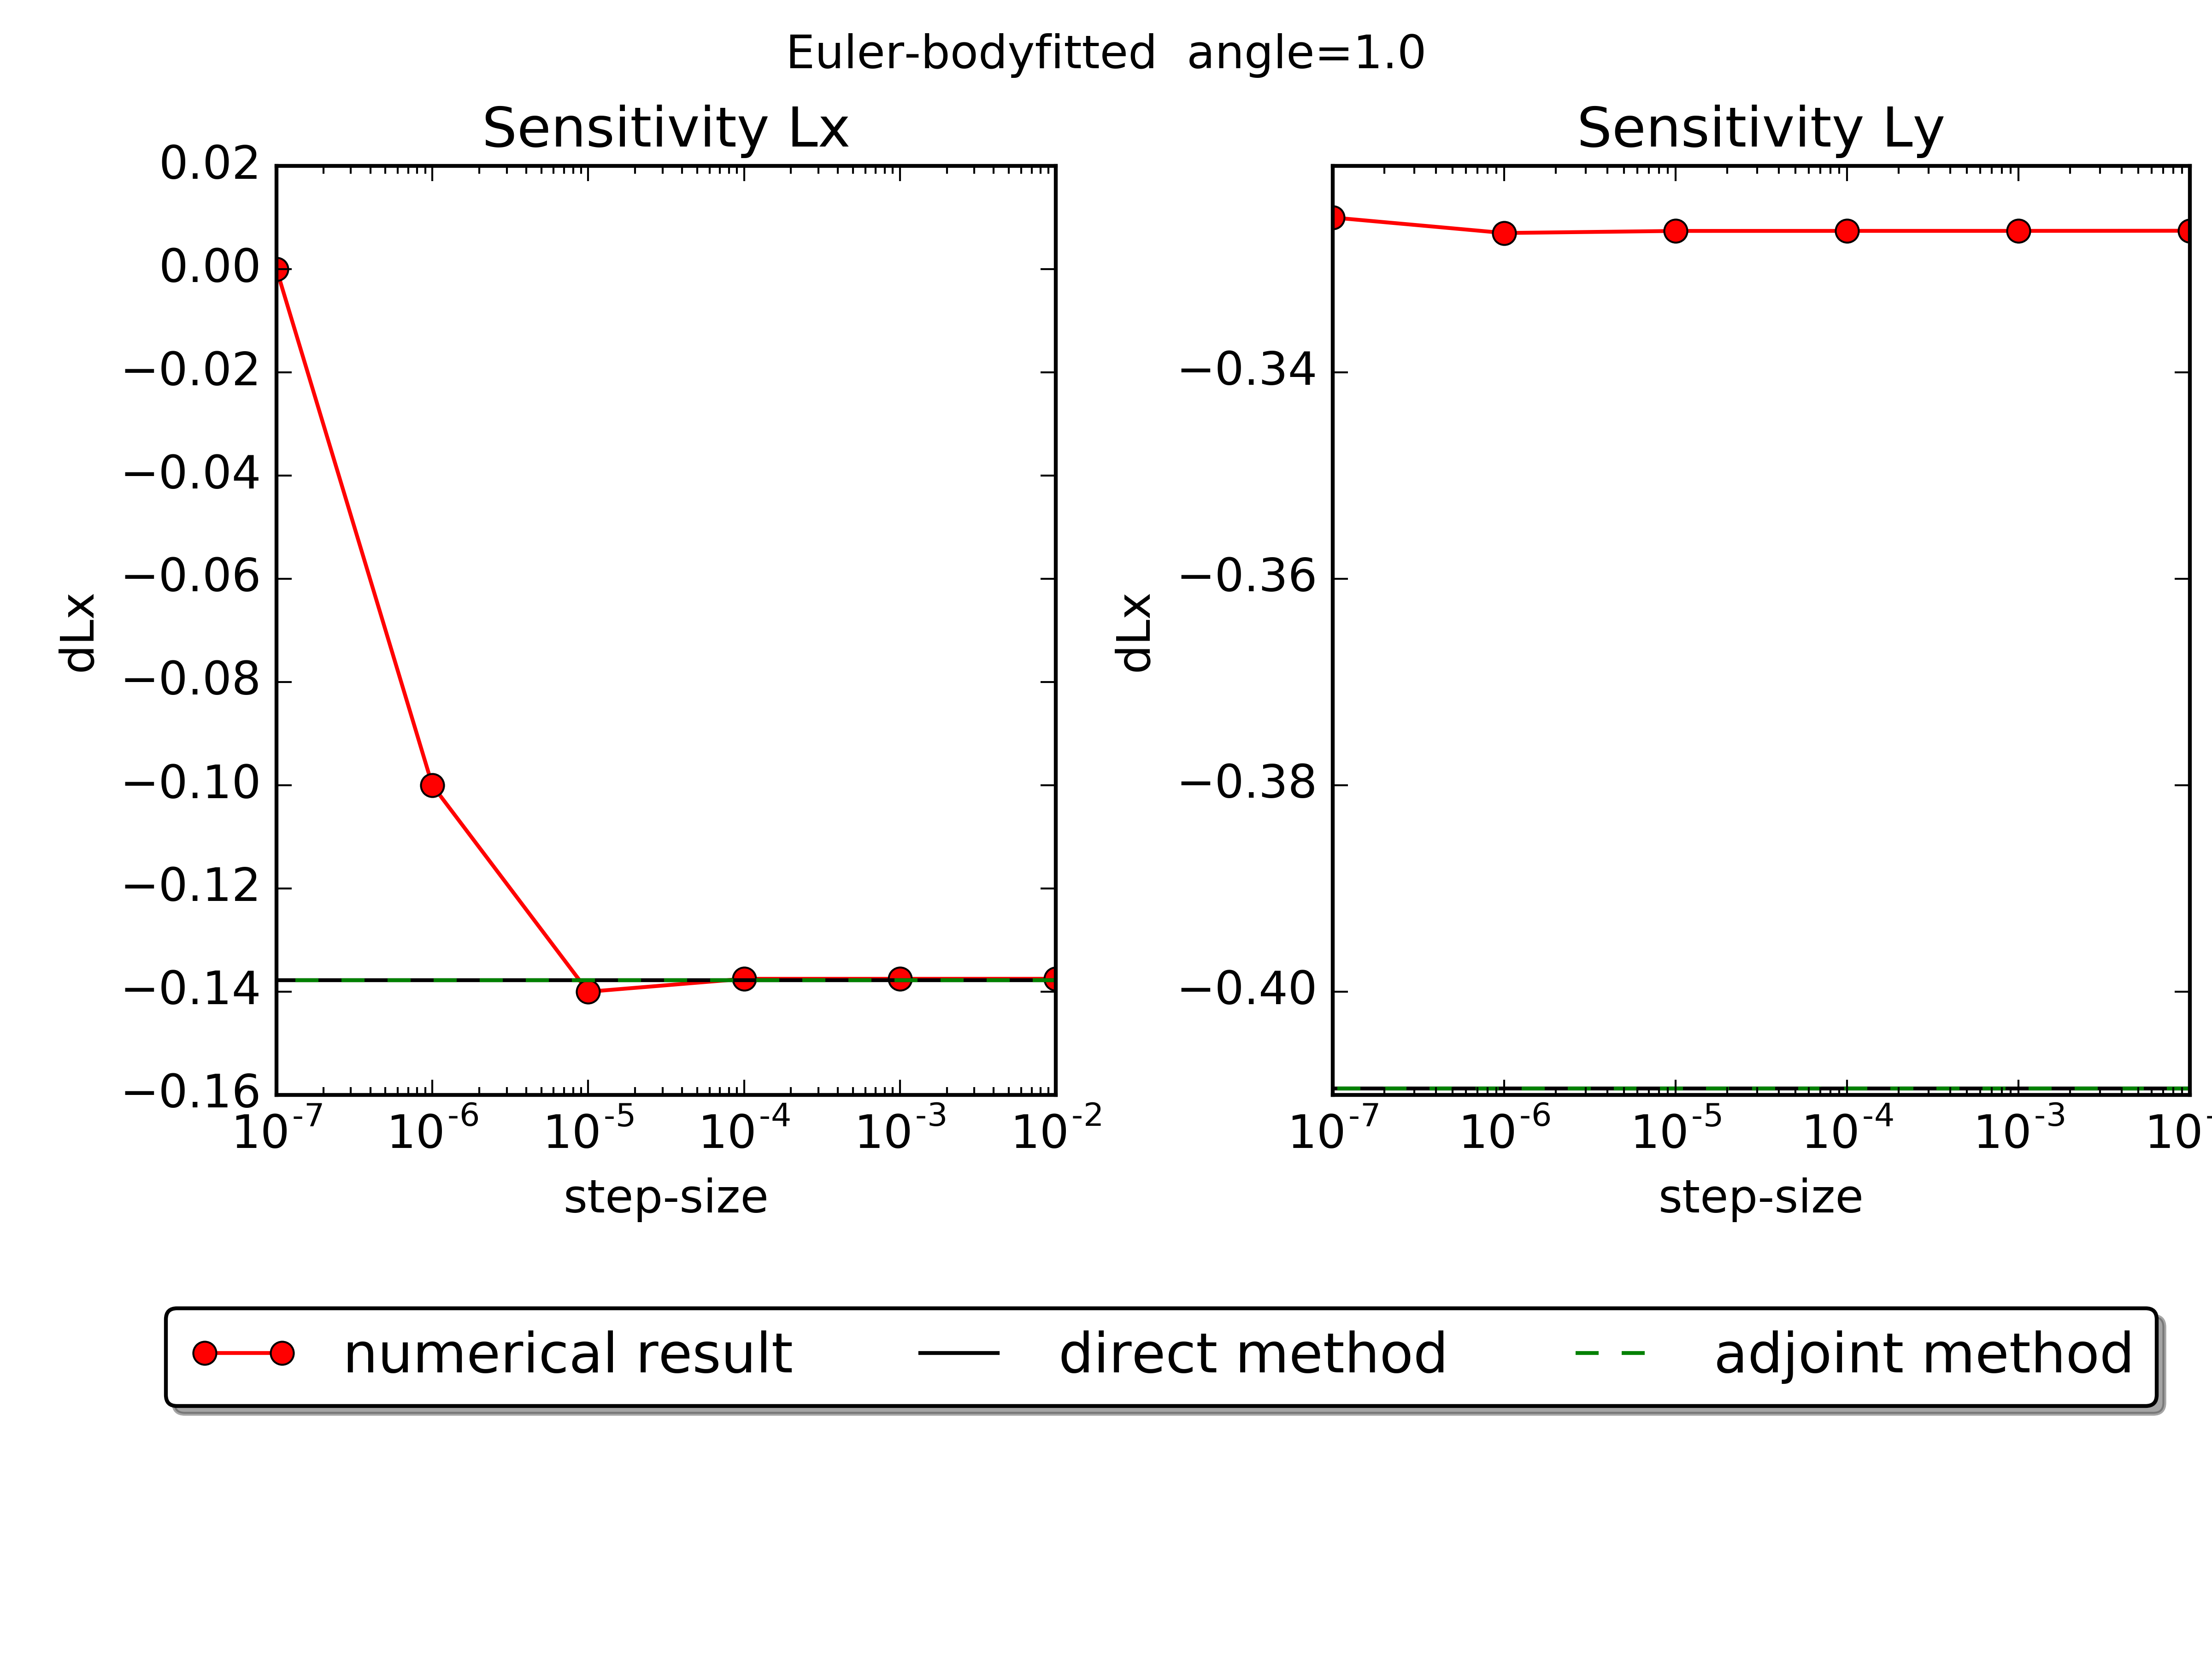 Euler-bodyfitted  angle=1.0
Sensitivity Lx
0.02
0.00
−0.02
−0.04
−0.06
−0.08
−0.10
−0.12
−0.14
−0.16
dLx
10^-7 10^-6 10^-5 10^-4 10^-3 10^-2
step-size
Sensitivity Ly
−0.34
−0.36
−0.38
−0.40
dLx
10^-7 10^-6 10^-5 10^-4 10^-3 10^-
step-size
numerical result direct method adjoint method